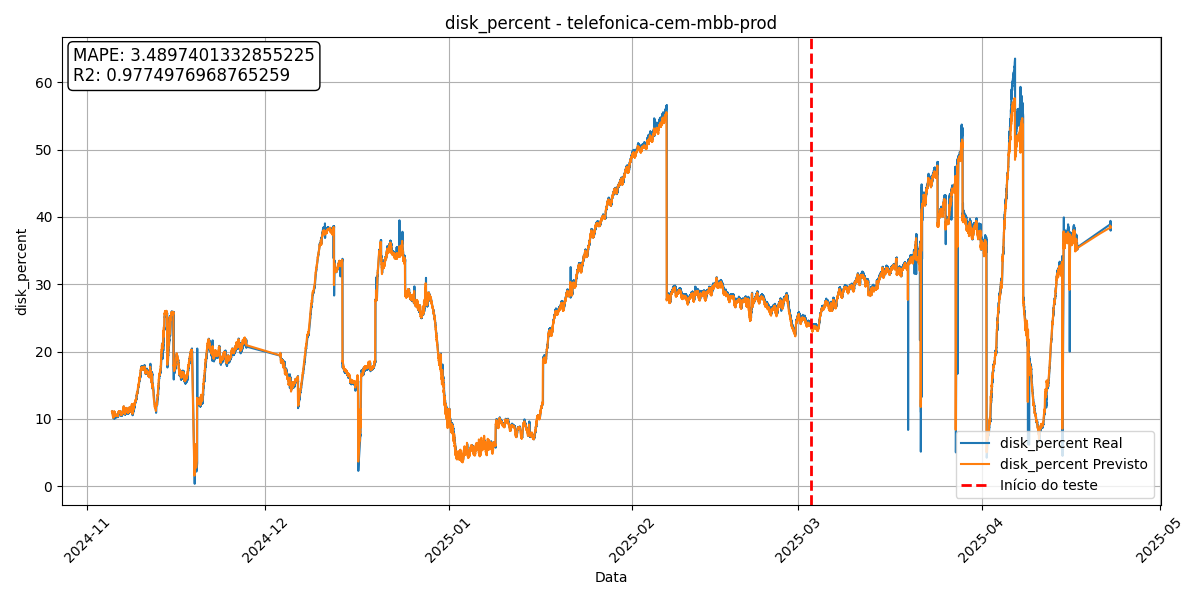 disk_percent - telefonica-cem-mbb-prod
MAPE: 3.4897401332855225
R2: 0.9774976968765259
60
50
40
30
20
10
0
disk_percent
disk_percent Real
disk_percent Previsto
Início do teste
2024-11
2024-12
2025-01
2025-02
2025-03
2025-04
2025-05
Data